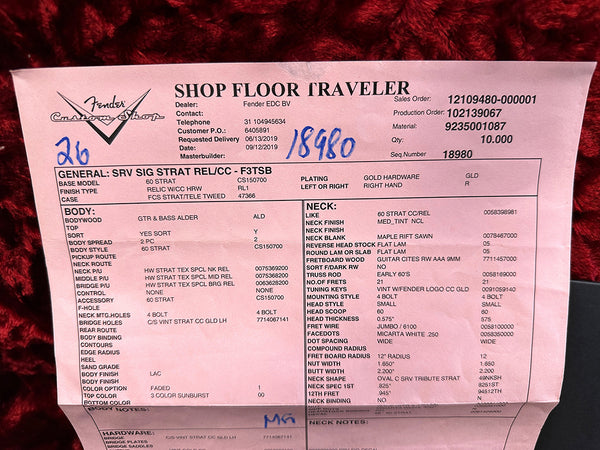 Fender
Custom Shop
SHOP FLOOR TRAVELER
Dealer: Fender EDC BV
Contact:
Telephone 31 104945634
Customer P.O.: 6405891
Requested Delivery 06/13/2019
Date: 09/12/2019
Masterbuilder:
Sales Order: 12109480-000001
Production Order: 102139067
Material: 9235001087
Qty: 10.000
Seq Number 18980
26
18980
GENERAL: SRV SIG STRAT REL/CC - F3TSB
BASE MODEL 60 STRAT CS150700 PLATING GOLD HARDWARE GLD
FINISH TYPE RELIC W/CC HRW RL1 LEFT OR RIGHT RIGHT HAND R
CASE FCS STRAT/TELE TWEED 47366
BODY:
BODYWOOD GTR & BASS ALDER ALD
TOP
SORT YES SORT Y
BODY SPREAD 2 PC 2
BODY STYLE 60 STRAT CS150700
PICKUP ROUTE
NECK ROUTE
NECK P/U HW STRAT TEX SPCL NK REL 0075369200
MIDDLE P/U HW STRAT TEX SPCL MID REL 0075368200
BRIDGE P/U HW STRAT TEX SPCL BRG REL 0063628200
CONTROL NONE NONE
ACCESSORY 60 STRAT CS150700
F-HOLE
NECK MTG.HOLES 4 BOLT 4 BOLT
BRIDGE HOLES C/S VINT STRAT CC GLD LH 7714067141
REAR ROUTE
BODY BINDING
CONTOURS
EDGE RADIUS
HEEL
SAND GRADE
BODY FINISH LAC
BODY FINISH
COLOR OPTION FADED 1
TOP COLOR 3 COLOR SUNBURST 00
BOTTOM COLOR
BODY NOTES:
MG
HARDWARE:
BRIDGE C/S VINT STRAT CC GLD LH 7714067141
BRIDGE PLATES
NECK:
LIKE 60 STRAT CC/REL 0058398981
NECK FINISH MED_TINT_NCL
NECK FINISH
NECK BLANK MAPLE RIFT SAWN 0078467000
REVERSE HEAD STOCK FLAT LAM 05
ROUND LAM OR SLAB FLAT LAM 05
FRETBOARD WOOD GUITAR CITES RW AAA 9MM 7711457000
SORT F/DARK RW NO
TRUSS ROD EARLY 60'S 0058169000
NO.OF FRETS 21 21
TUNING KEYS VINT W/FENDER LOGO CC GLD 0091059140
MOUNTING STYLE 4 BOLT 4 BOLT
HEAD STYLE SMALL SMALL
HEAD SCOOP 60 60
HEAD THICKNESS 0.575" 575
FRET WIRE JUMBO / 6100 0058100000
FACEDOTS MICARTA WHITE .250 0058350000
DOT SPACING WIDE WIDE
COMPOUND RADIUS
FRET BOARD RADIUS 12" RADIUS 12
NUT WIDTH 1.650" 1.650
BUTT WIDTH 2.200" 2.200
NECK SHAPE OVAL C SRV TRIBUTE STRAT 49NKSH
NECK SPEC 1ST .825"
12TH FRET .945"
NECK BINDING NO N
NECK NOTES: